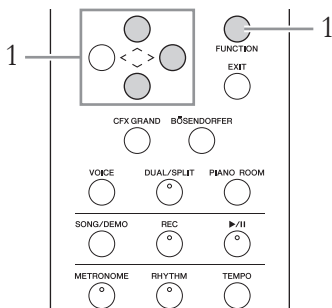 1
1
FUNCTION
EXIT
CFX GRAND BÖSENDORFER
VOICE DUAL/SPLIT PIANO ROOM
SONG/DEMO REC ►/II
METRONOME RHYTHM TEMPO